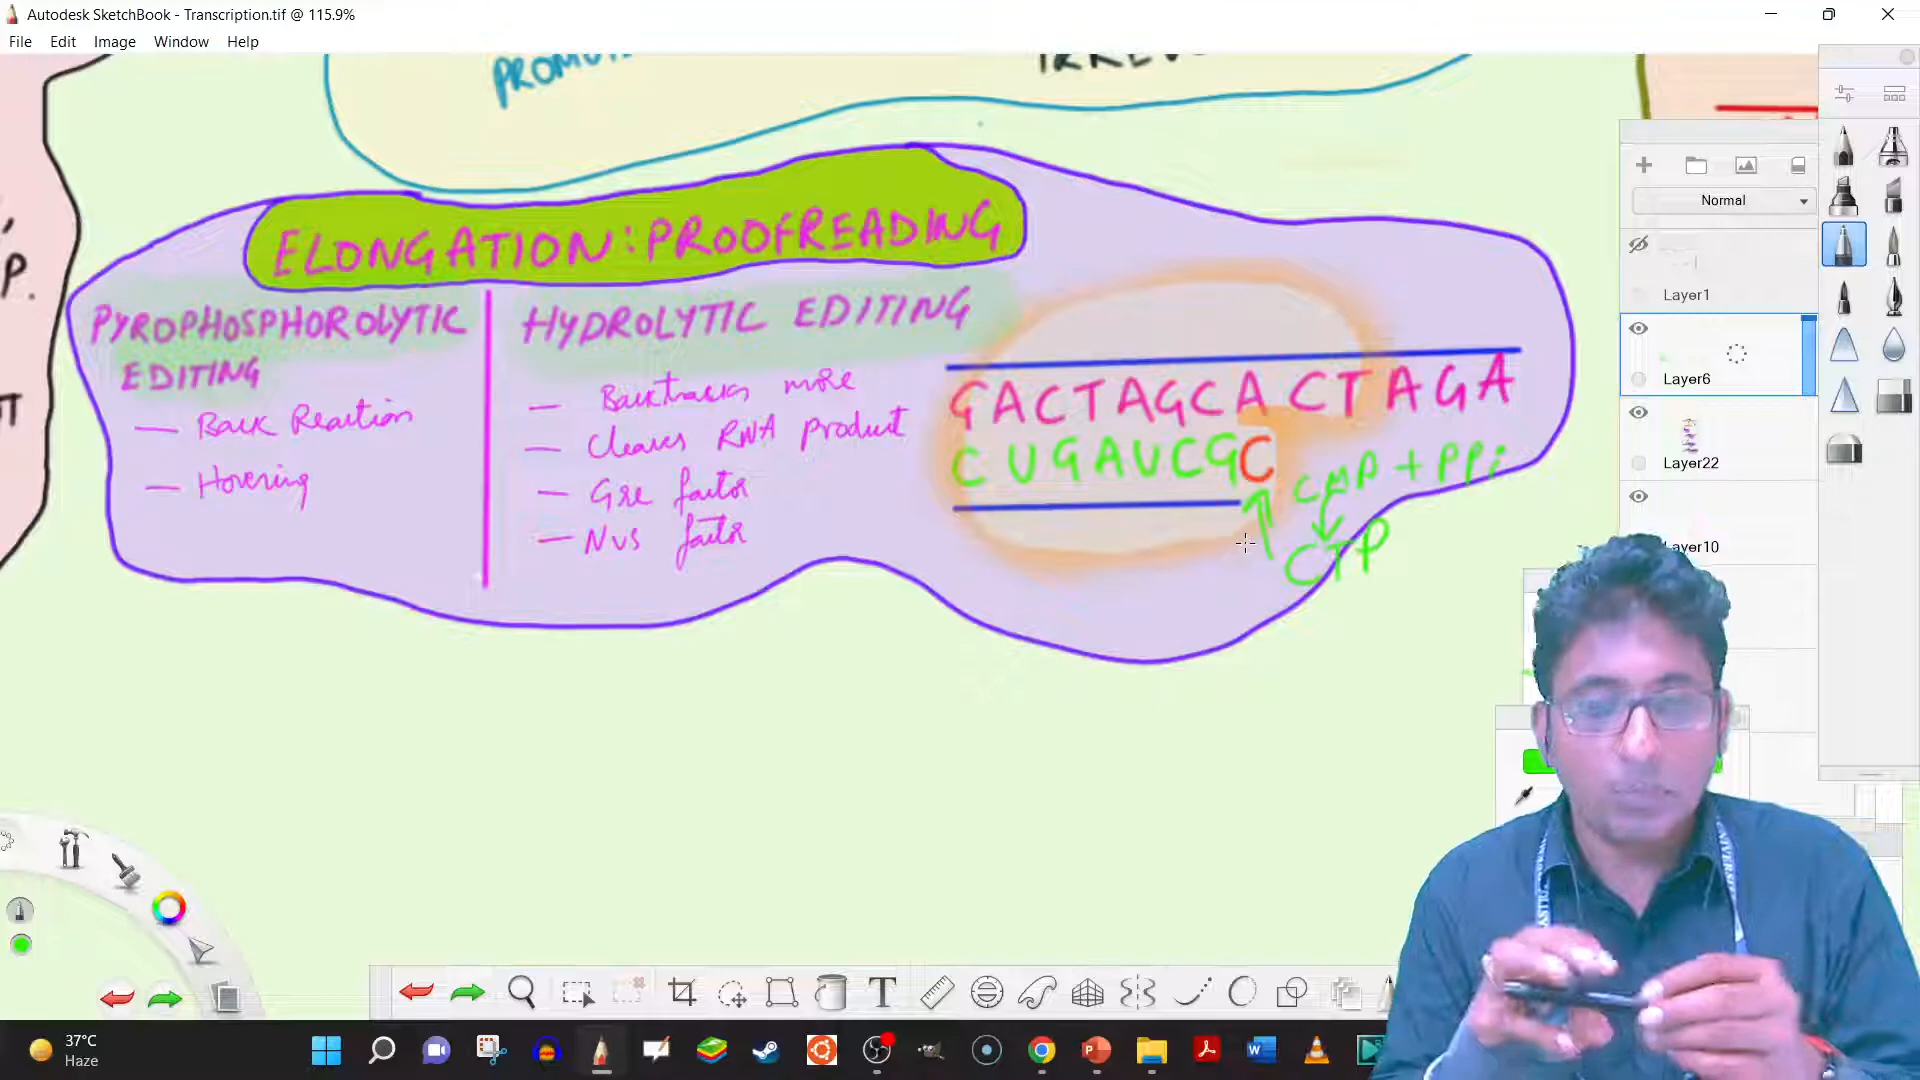 Autodesk SketchBook - Transcription.tif @ 115.9%
File Edit Image Window Help
ELONGATION: PROOFREADING
PYROPHOSPHOROLYTIC
EDITING
— Back Reaction
— Hovering
HYDROLYTIC EDITING
— Backtracks more
— Cleaves RNA product
— Gre factor
— Nus factor
GACTAGCACTAGA
CUGAUCGC
CMP + PPi
CTP
P.
Normal
Layer1
Layer6
Layer22
Layer10
37°C
Haze